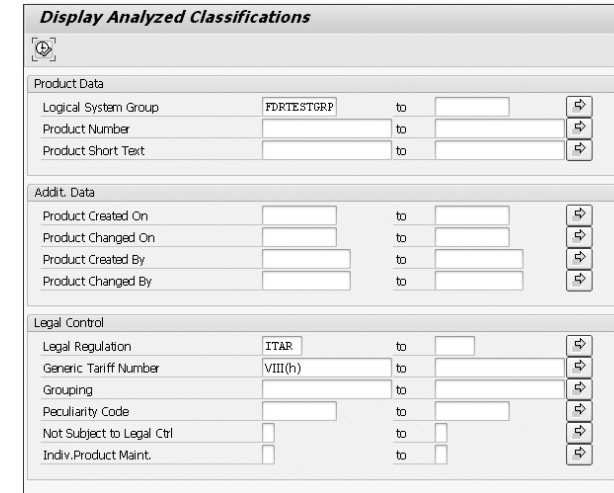 Display Analyzed Classifications
Product Data
Logical System Group FDRTESTGRP to
Product Number to
Product Short Text to
Addit. Data
Product Created On to
Product Changed On to
Product Created By to
Product Changed By to
Legal Control
Legal Regulation ITAR to
Generic Tariff Number VIII(h) to
Grouping to
Peculiarity Code to
Not Subject to Legal Ctrl to
Indiv.Product Maint. to